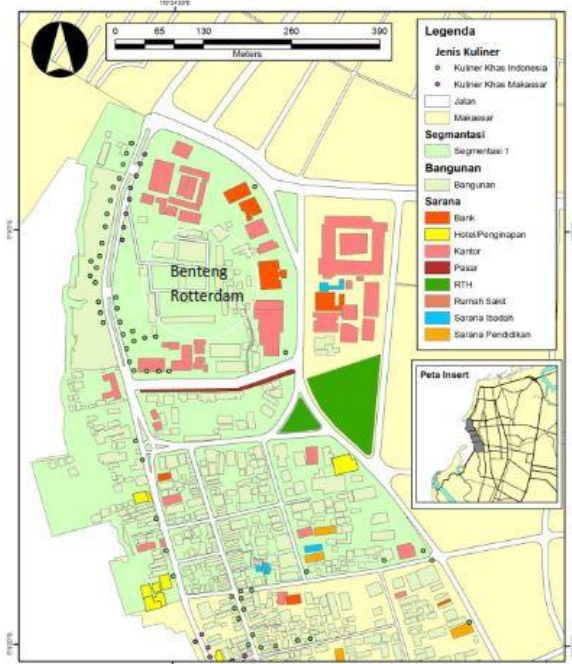 0 65 130 260 390
Meters
Benteng
Rotterdam
Legenda
Jenis Kuliner
Kuliner Khas Indonesia
Kuliner Khas Makassar
Jalan
Makassar
Segmantasi
Segmentasi 1
Bangunan
Bangunan
Sarana
Bank
Hotel/Penginapan
Kantor
Pasar
RTH
Rumah Sakit
Sarana Ibadah
Sarana Pendidikan
Peta Insert